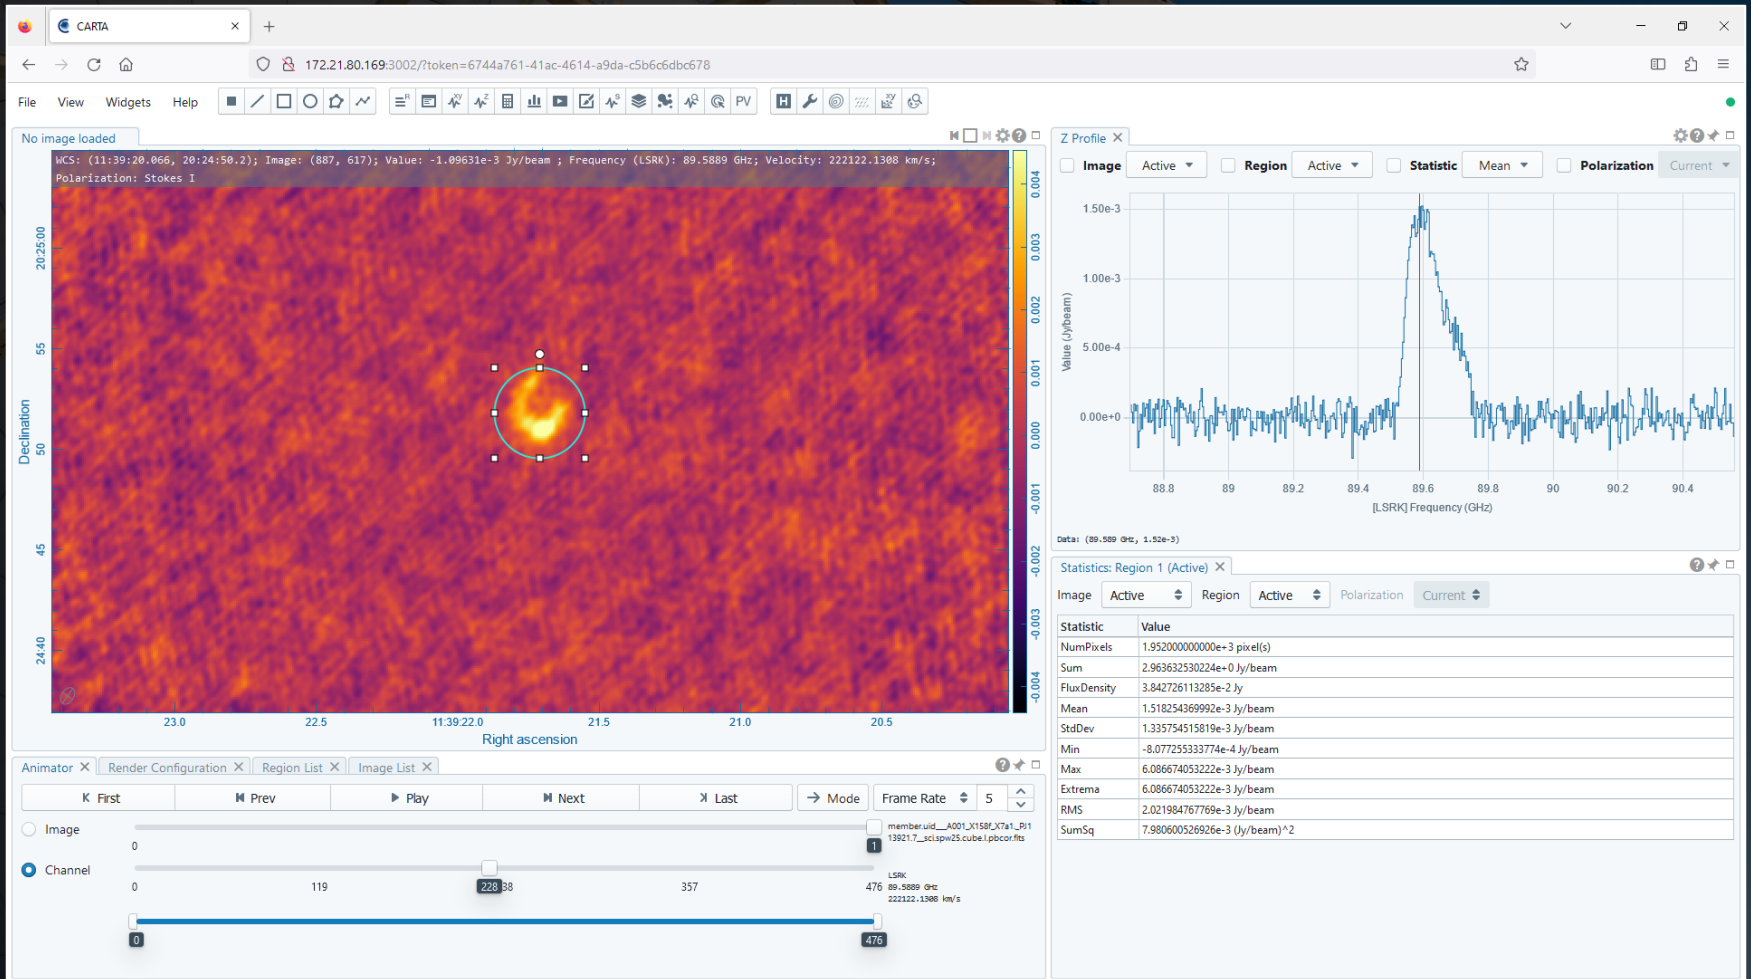 CARTA
172.21.80.169:3002/?token=6744a761-41ac-4614-a9da-c5b6c6dbc678
File View Widgets Help
PV
No image loaded
WCS: (11:39:20.066, 20:24:50.2); Image: (887, 617); Value: -1.09631e-3 Jy/beam ; Frequency (LSRK): 89.5889 GHz; Velocity: 222122.1308 km/s;
Polarization: Stokes I
20:25:00
55
50
45
24:40
Declination
23.0 22.5 11:39:22.0 21.5 21.0 20.5
Right ascension
0.004
0.003
0.002
0.001
0.000
-0.001
-0.002
-0.003
-0.004
Animator Render Configuration Region List Image List
First Prev Play Next Last Mode Frame Rate 5
Image
0
1
member.uid___A001_X158f_X7a1._PJ1
13921.7__sci.spw25.cube.I.pbcor.fits
Channel
0 119 228 38 357 476
LSRK
89.5889 GHz
222122.1308 km/s
0 476
Z Profile
Image Active Region Active Statistic Mean Polarization Current
1.50e-3
1.00e-3
5.00e-4
0.00e+0
Value (Jy/beam)
88.8 89 89.2 89.4 89.6 89.8 90 90.2 90.4
[LSRK] Frequency (GHz)
Data: (89.589 GHz, 1.52e-3)
Statistics: Region 1 (Active)
Image Active Region Active Polarization Current
Statistic Value
NumPixels 1.952000000000e+3 pixel(s)
Sum 2.963632530224e+0 Jy/beam
FluxDensity 3.842726113285e-2 Jy
Mean 1.518254369992e-3 Jy/beam
StdDev 1.335754515819e-3 Jy/beam
Min -8.077255333774e-4 Jy/beam
Max 6.086674053222e-3 Jy/beam
Extrema 6.086674053222e-3 Jy/beam
RMS 2.021984767769e-3 Jy/beam
SumSq 7.980600526926e-3 (Jy/beam)^2